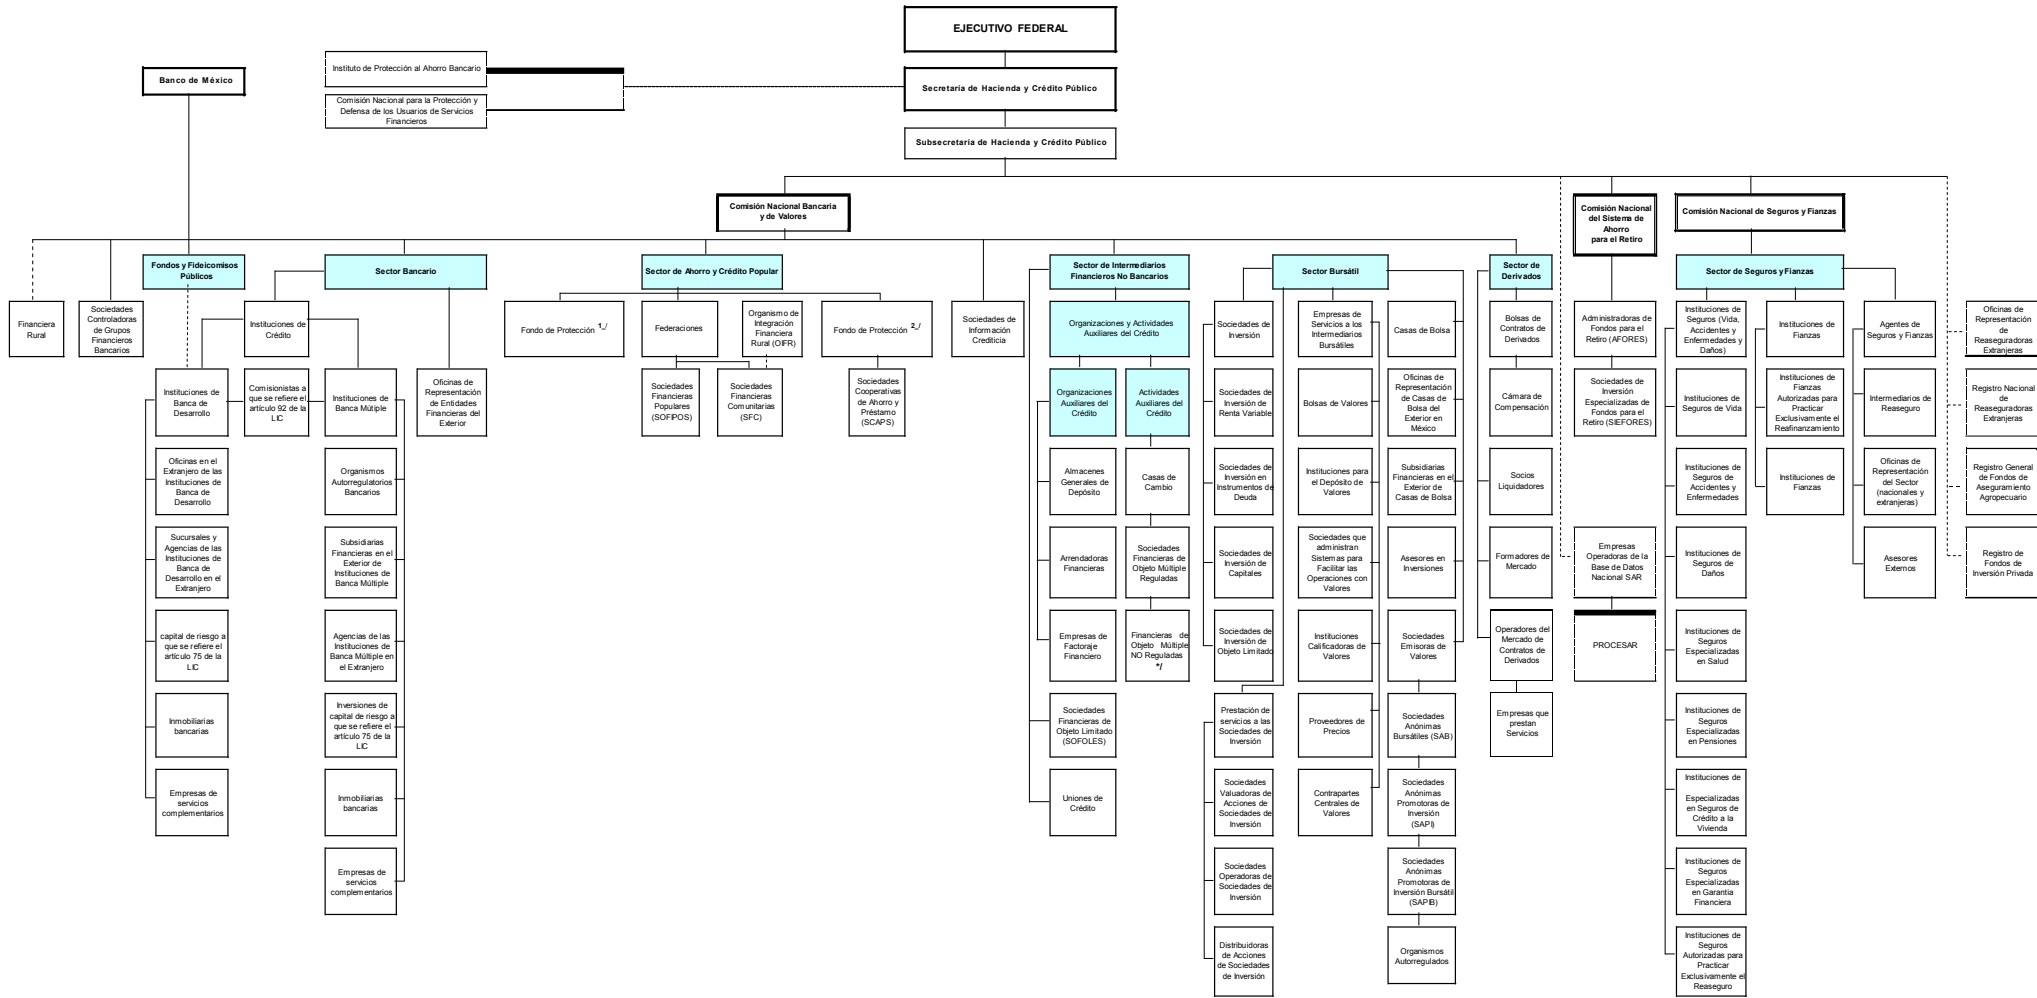 EJECUTIVO FEDERAL
Instituto de Protección al Ahorro Bancario
Banco de México
Secretaría de Hacienda y Crédito Público
Comisión Nacional para la Protección y
Defensa de los Usuarios de Servicios
Financieros
Subsecretaría de Hacienda y Crédito Público
Comisión Nacional Bancaria
y de Valores
Comisión Nacional
del Sistema de
Ahorro
para el Retiro
Comisión Nacional de Seguros y Fianzas
Fondos y Fideicomisos
Públicos
Sector Bancario
Sector de Ahorro y Crédito Popular
Sector de Intermediarios
Financieros No Bancarios
Sector Bursátil
Sector de
Derivados
Sector de Seguros y Fianzas
Financiera
Rural
Sociedades
Controladoras
de Grupos
Financieros
Bancarios
Instituciones de
Crédito
Fondo de Protección 1_/
Federaciones
Organismo de
Integración
Financiera
Rural (OIFR)
Fondo de Protección 2_/
Sociedades de
Información
Crediticia
Organizaciones y Actividades
Auxiliares del Crédito
Sociedades de
Inversión
Empresas de
Servicios a los
Intermediarios
Bursátiles
Casas de Bolsa
Bolsas de
Contratos de
Derivados
Administradoras de
Fondos para el
Retiro (AFORES)
Instituciones de
Seguros (Vida,
Accidentes y
Enfermedades y
Daños)
Instituciones de
Fianzas
Agentes de
Seguros y Fianzas
Oficinas de
Representación
de
Reaseguradoras
Extranjeras
Instituciones de
Banca de
Desarrollo
Comisionistas a
que se refiere el
artículo 92 de la
LIC
Instituciones de
Banca Mútiple
Oficinas de
Representación
de Entidades
Financieras del
Exterior
Sociedades
Financieras
Populares
(SOFIPOS)
Sociedades
Financieras
Comunitarias
(SFC)
Sociedades
Cooperativas
de Ahorro y
Préstamo
(SCAPS)
Organizaciones
Auxiliares del
Crédito
Actividades
Auxiliares del
Crédito
Sociedades de
Inversión de
Renta Variable
Bolsas de Valores
Oficinas de
Representación
de Casas de
Bolsa del
Exterior en
México
Cámara de
Compensación
Sociedades de
Inversión
Especializadas de
Fondos para el
Retiro (SIEFORES)
Instituciones de
Seguros de Vida
Instituciones de
Fianzas
Autorizadas para
Practicar
Exclusivamente el
Reafinanzamiento
Intermediarios de
Reaseguro
Registro Nacional
de
Reaseguradoras
Extranjeras
Oficinas en el
Extranjero de las
Instituciones de
Banca de
Desarrollo
Organismos
Autorregulatorios
Bancarios
Almacenes
Generales de
Depósito
Casas de
Cambio
Sociedades de
Inversión en
Instrumentos de
Deuda
Instituciones para
el Depósito de
Valores
Subsidiarias
Financieras en el
Exterior de
Casas de Bolsa
Socios
Liquidadores
Instituciones de
Seguros de
Accidentes y
Enfermedades
Instituciones de
Fianzas
Oficinas de
Representación
del Sector
(nacionales y
extranjeras)
Registro General
de Fondos de
Aseguramiento
Agropecuario
Sucursales y
Agencias de las
Instituciones de
Banca de
Desarrollo en el
Extranjero
Subsidiarias
Financieras en el
Exterior de
Instituciones de
Banca Múltiple
Arrendadoras
Financieras
Sociedades
Financieras de
Objeto Múltiple
Reguladas
Sociedades de
Inversión de
Capitales
Sociedades que
administran
Sistemas para
Facilitar las
Operaciones con
Valores
Asesores en
Inversiones
Formadores de
Mercado
Empresas
Operadoras de la
Base de Datos
Nacional SAR
Instituciones de
Seguros de
Daños
Asesores
Externos
Registro de
Fondos de
Inversión Privada
capital de riesgo a
que se refiere el
artículo 75 de la
LIC
Agencias de las
Instituciones de
Banca Múltiple en
el Extranjero
Empresas de
Factoraje
Financiero
Financieras de
Objeto Múltiple
NO Reguladas
*/
Sociedades de
Inversión de
Objeto Limitado
Instituciones
Calificadoras de
Valores
Sociedades
Emisoras de
Valores
Operadores del
Mercado de
Contratos de
Derivados
PROCESAR
Instituciones de
Seguros
Especializadas
en Salud
Inmobiliarias
bancarias
Inversiones de
capital de riesgo a
que se refiere el
artículo 75 de la
LIC
Sociedades
Financieras de
Objeto Limitado
(SOFOLES)
Prestación de
servicios a las
Sociedades de
Inversión
Proveedores de
Precios
Sociedades
Anónimas
Bursátiles (SAB)
Empresas que
prestan
Servicios
Instituciones de
Seguros
Especializadas
en Pensiones
Empresas de
servicios
complementarios
Inmobiliarias
bancarias
Uniones de
Crédito
Sociedades
Valuadoras de
Acciones de
Sociedades de
Inversión
Contrapartes
Centrales de
Valores
Sociedades
Anónimas
Promotoras de
Inversión
(SAPI)
Instituciones de
Especializadas
en Seguros de
Crédito a la
Vivienda
Empresas de
servicios
complementarios
Sociedades
Operadoras de
Sociedades de
Inversión
Sociedades
Anónimas
Promotoras de
Inversión Bursátil
(SAPIB)
Instituciones de
Seguros
Especializadas
en Garantía
Financiera
Distribuidoras
de Acciones
de Sociedades
de Inversión
Organismos
Autorregulados
Instituciones de
Seguros
Autorizadas para
Practicar
Exclusivamente el
Reaseguro